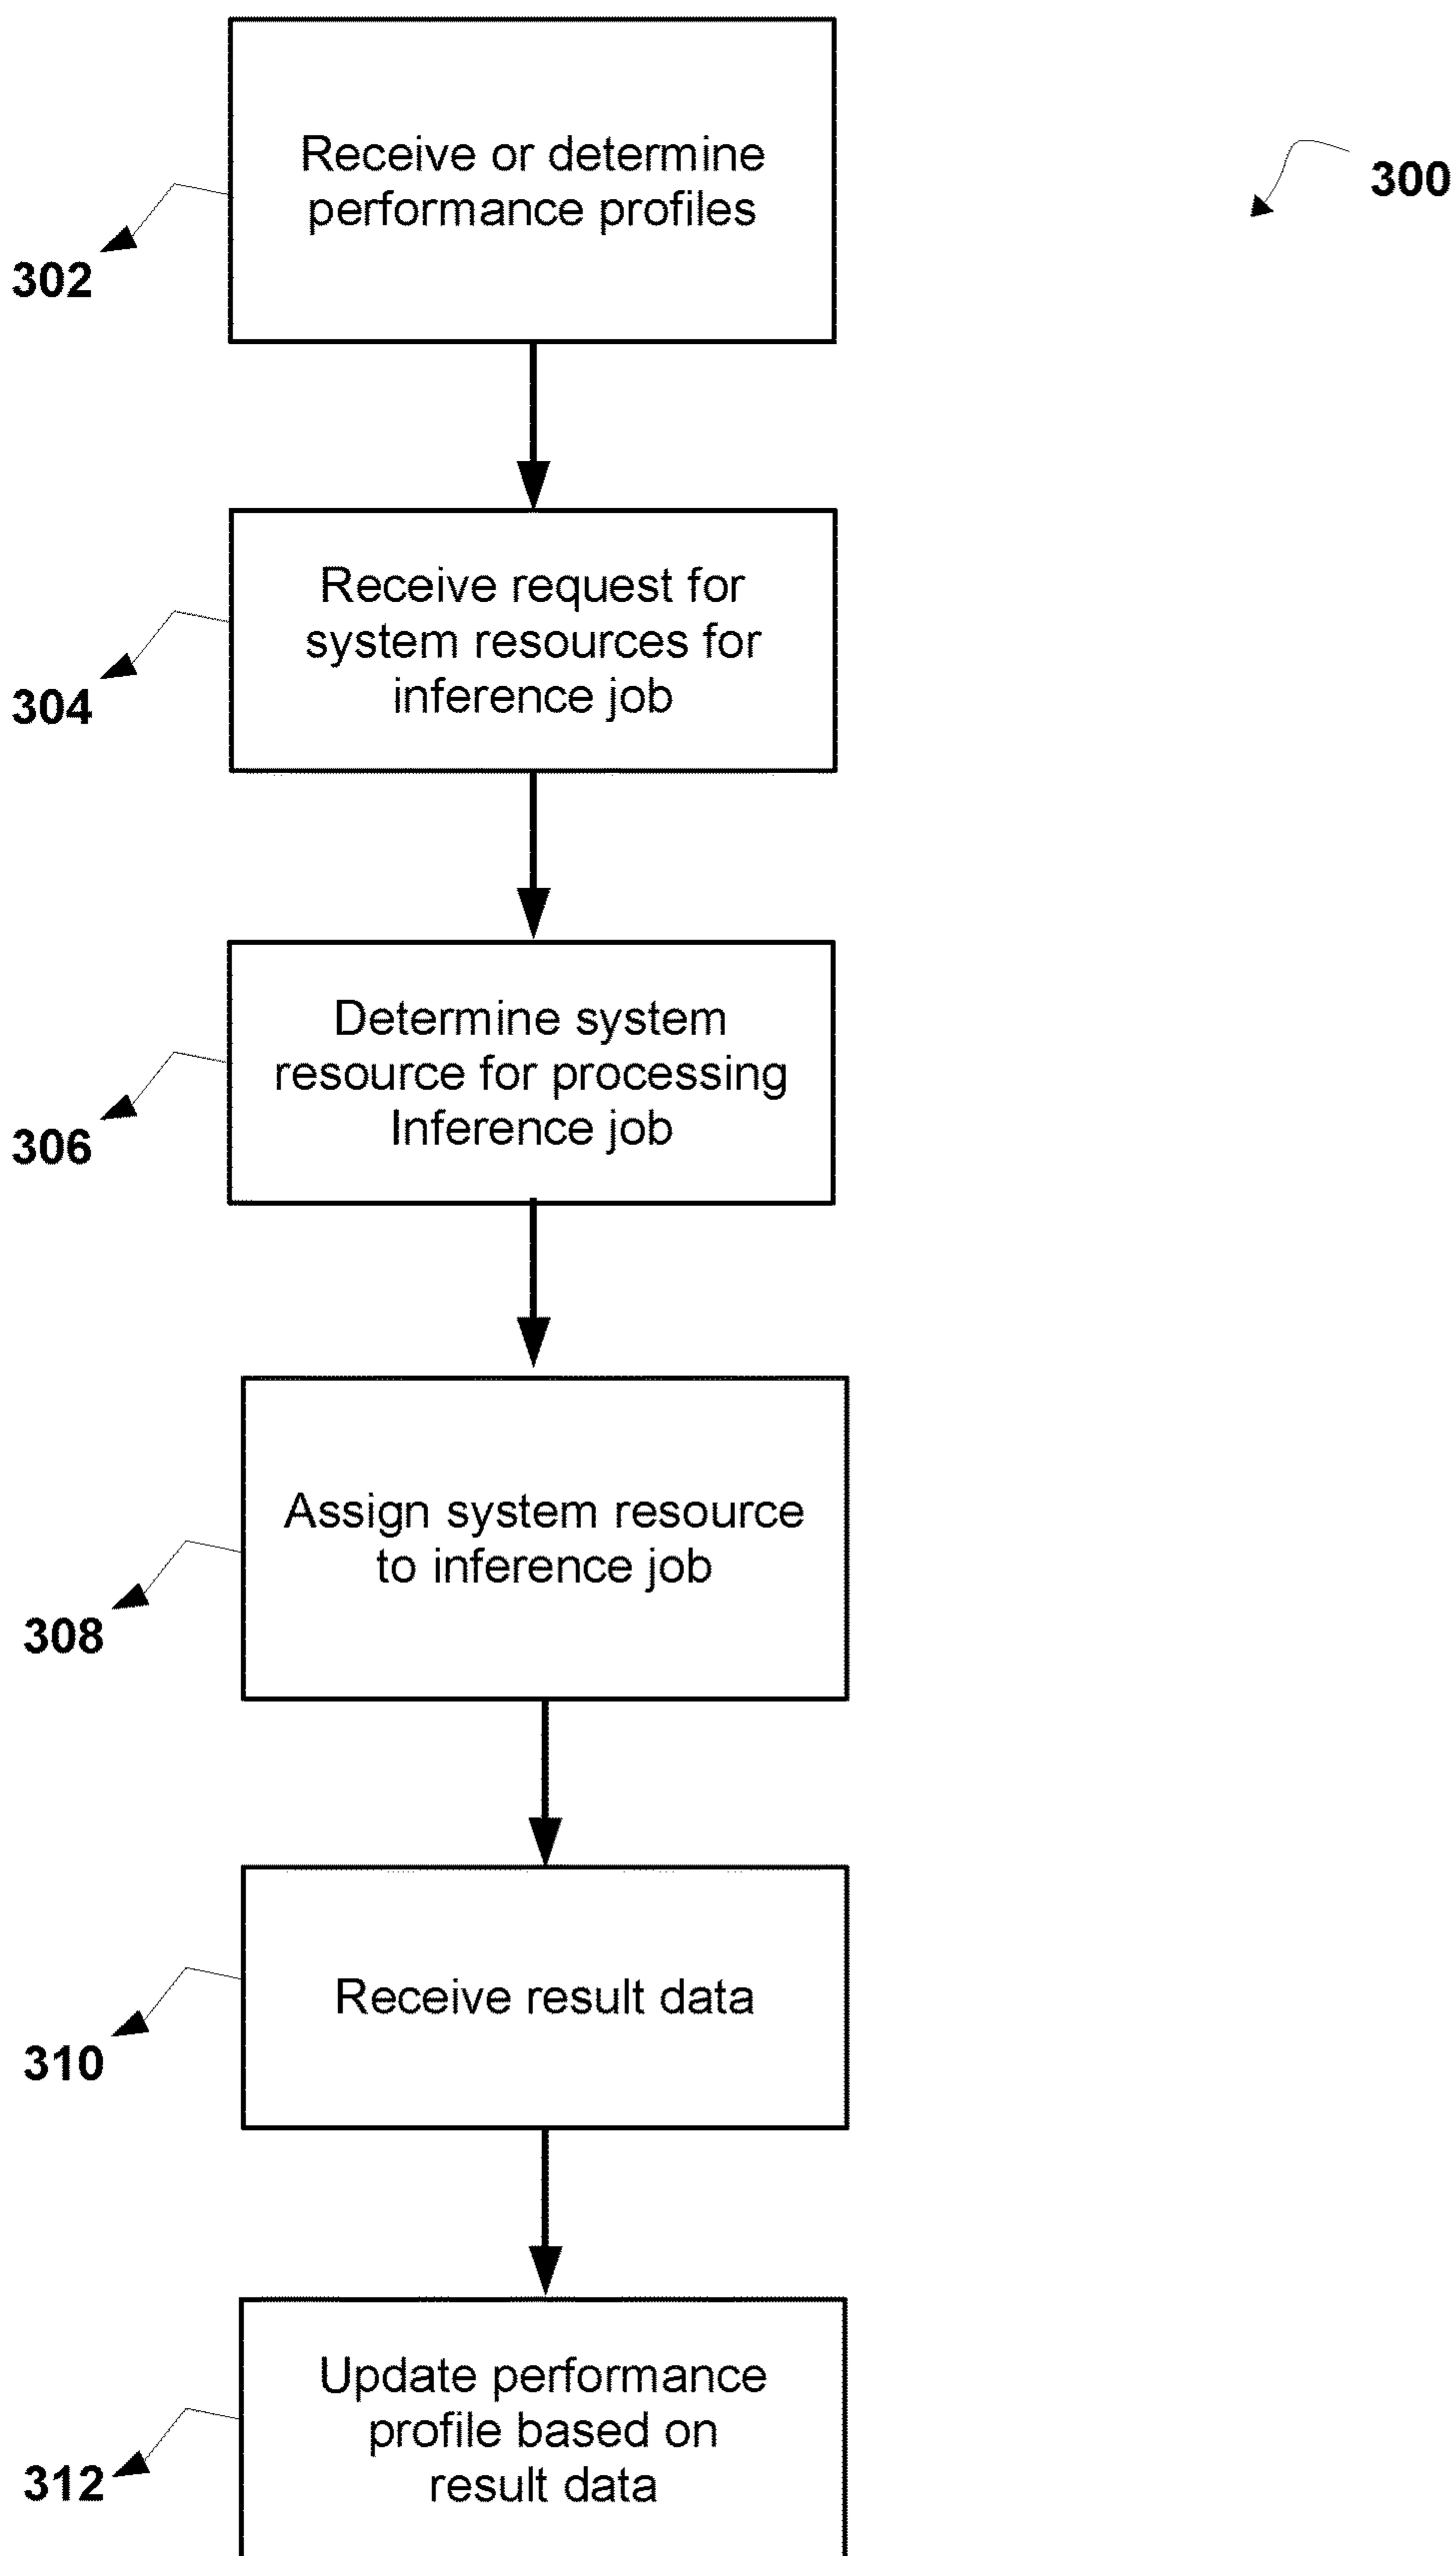 Receive or determine
performance profiles
300
302
Receive request for
system resources for
inference job
304
Determine system
resource for processing
Inference job
306
Assign system resource
to inference job
308
Receive result data
310
Update performance
profile based on
result data
312